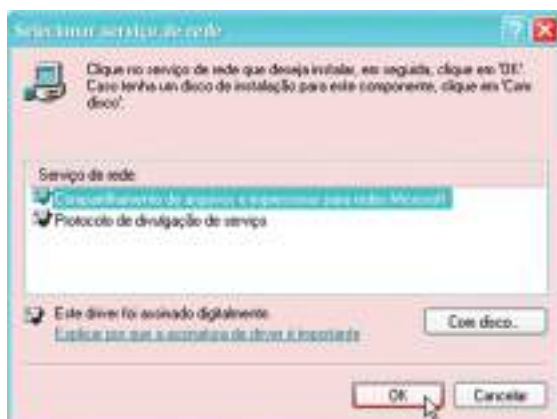 Selecionar serviço de rede
Clique no serviço de rede que deseja instalar, em seguida, clique em 'OK'.
Caso tenha um disco de instalação para este componente, clique em 'Com
disco'.
Serviço de rede
Compartilhamento de arquivos e impressoras para redes Microsoft
Protocolo de divulgação de serviço
Este driver foi assinado digitalmente.
Explicar por que a assinatura de driver é importante
Com disco...
OK
Cancelar